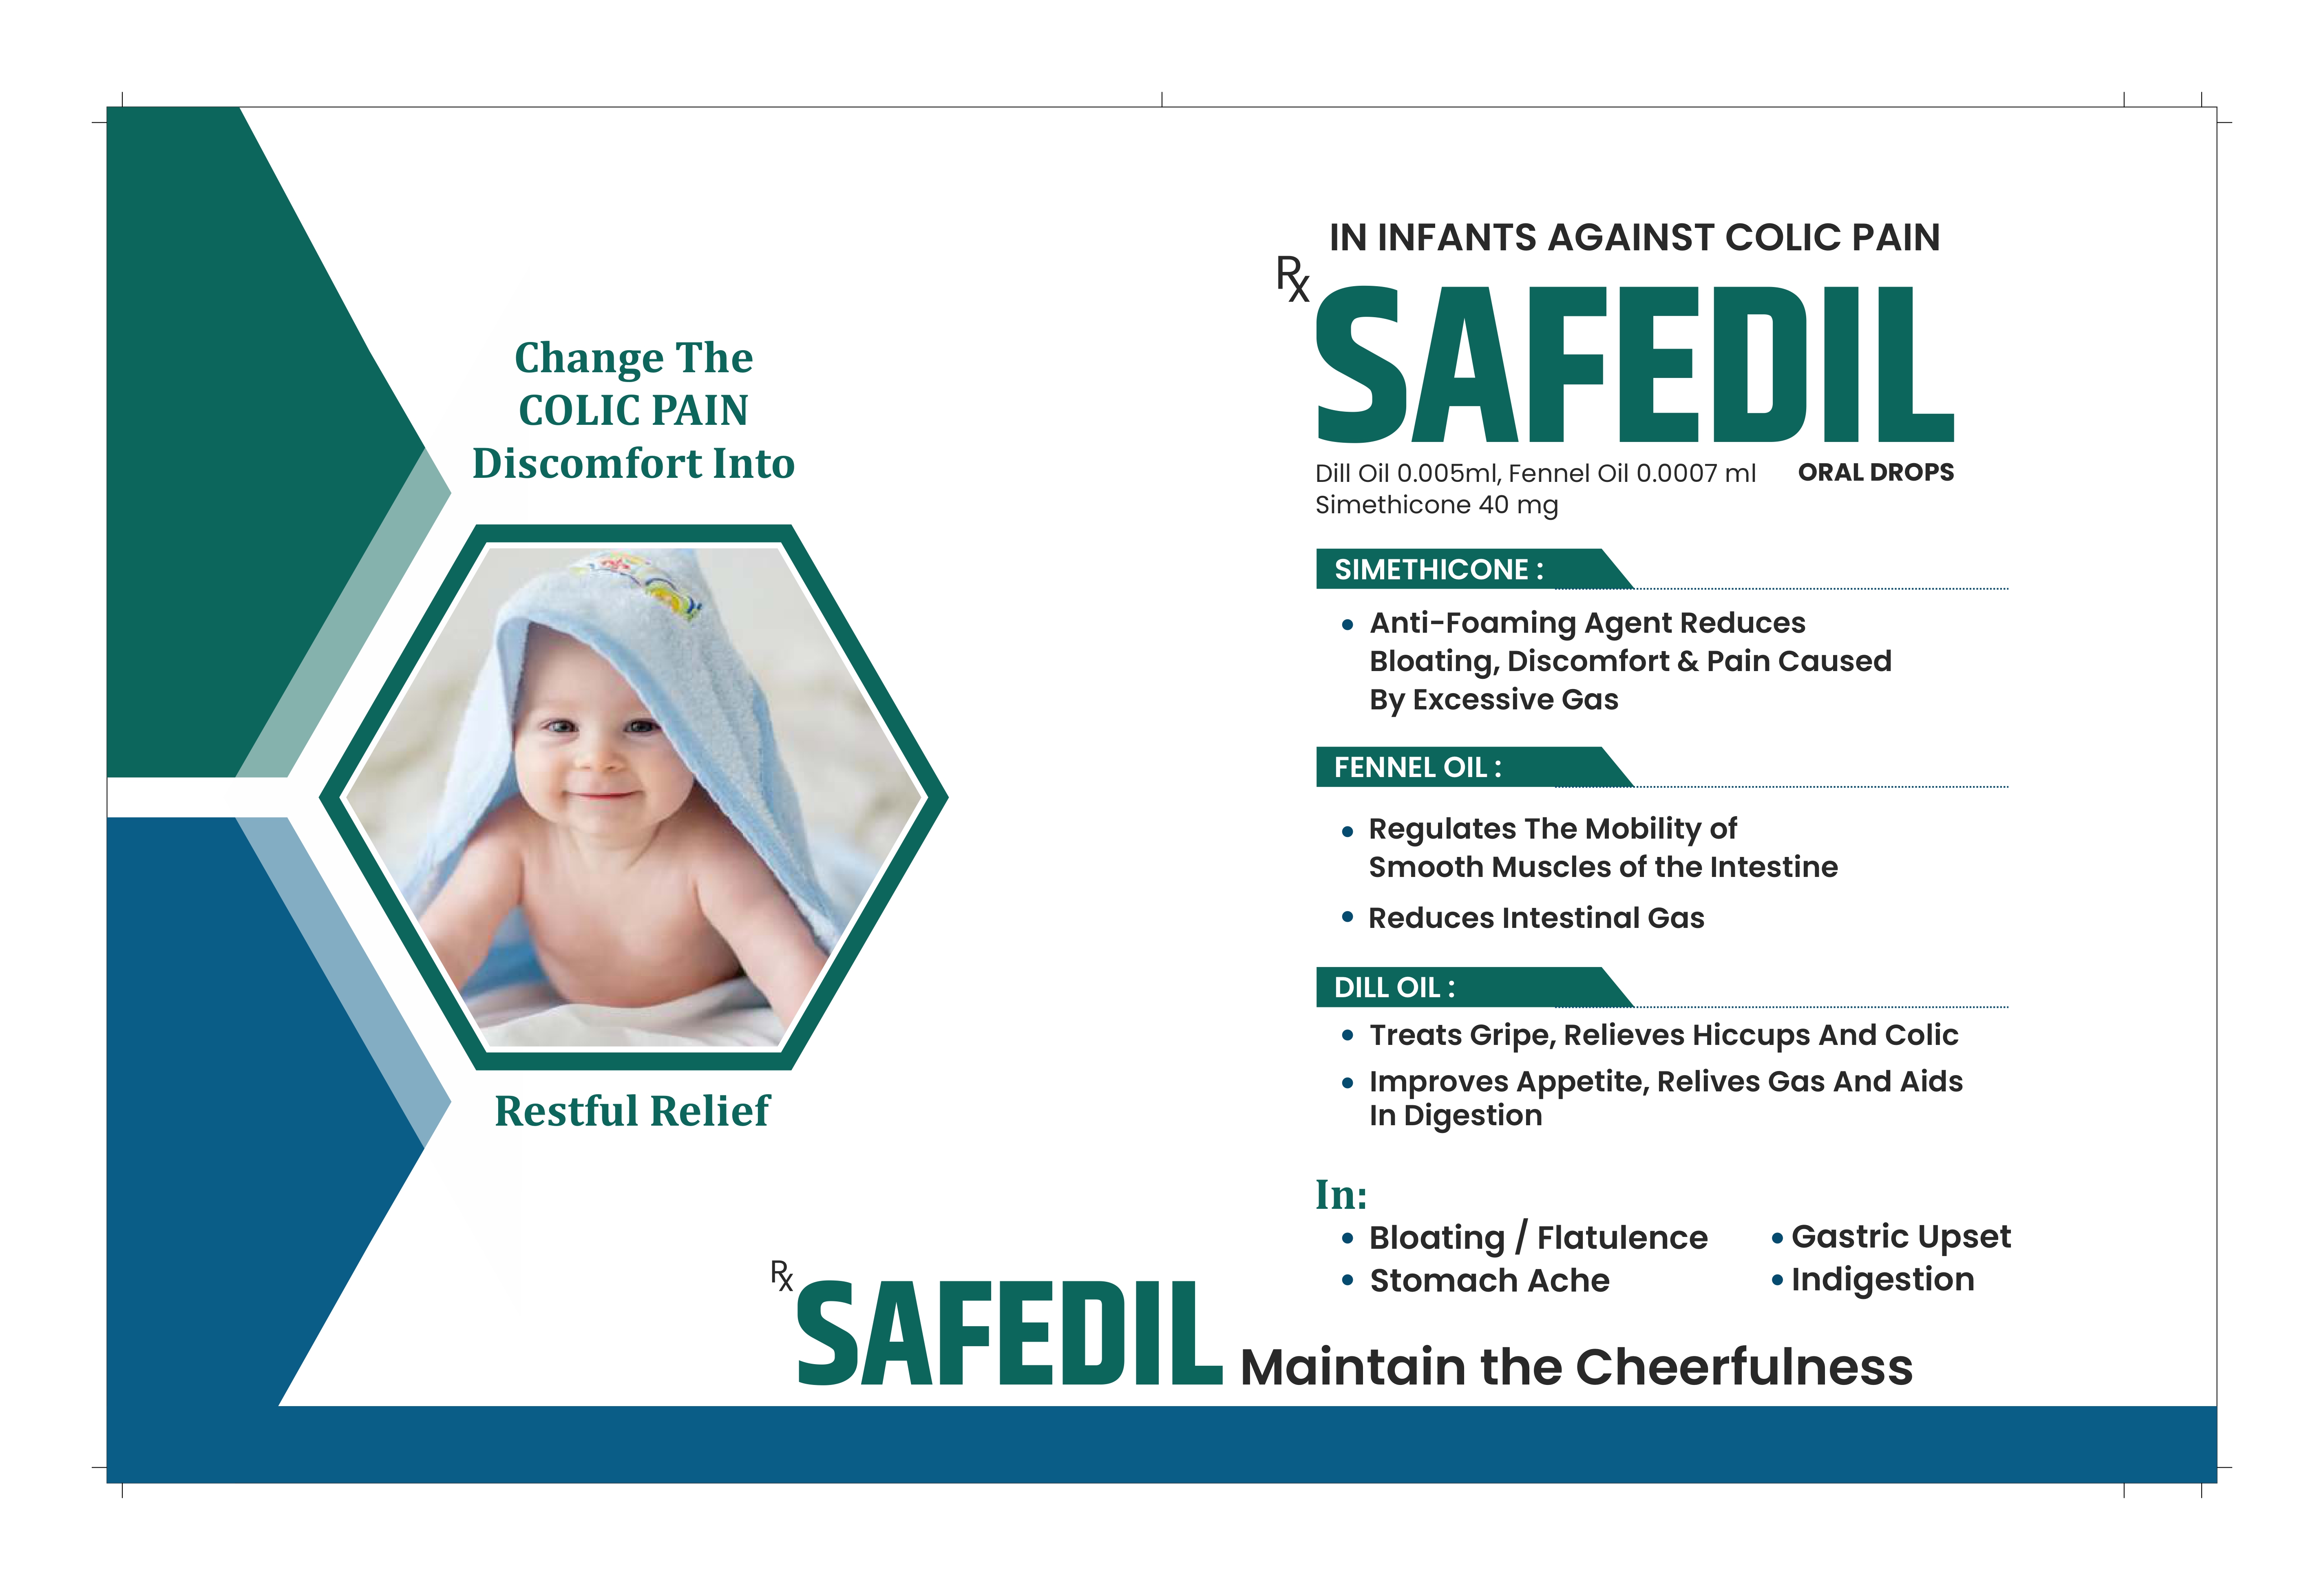 Change The
COLIC PAIN
Discomfort Into
Restful Relief
IN INFANTS AGAINST COLIC PAIN
Rx
SAFEDIL
Dill Oil 0.005ml, Fennel Oil 0.0007 ml
ORAL DROPS
Simethicone 40 mg
SIMETHICONE :
• Anti-Foaming Agent Reduces
Bloating, Discomfort & Pain Caused
By Excessive Gas
FENNEL OIL :
• Regulates The Mobility of
Smooth Muscles of the Intestine
• Reduces Intestinal Gas
DILL OIL :
• Treats Gripe, Relieves Hiccups And Colic
• Improves Appetite, Relives Gas And Aids
In Digestion
In:
• Bloating / Flatulence
• Gastric Upset
• Stomach Ache
• Indigestion
Rx
SAFEDIL Maintain the Cheerfulness